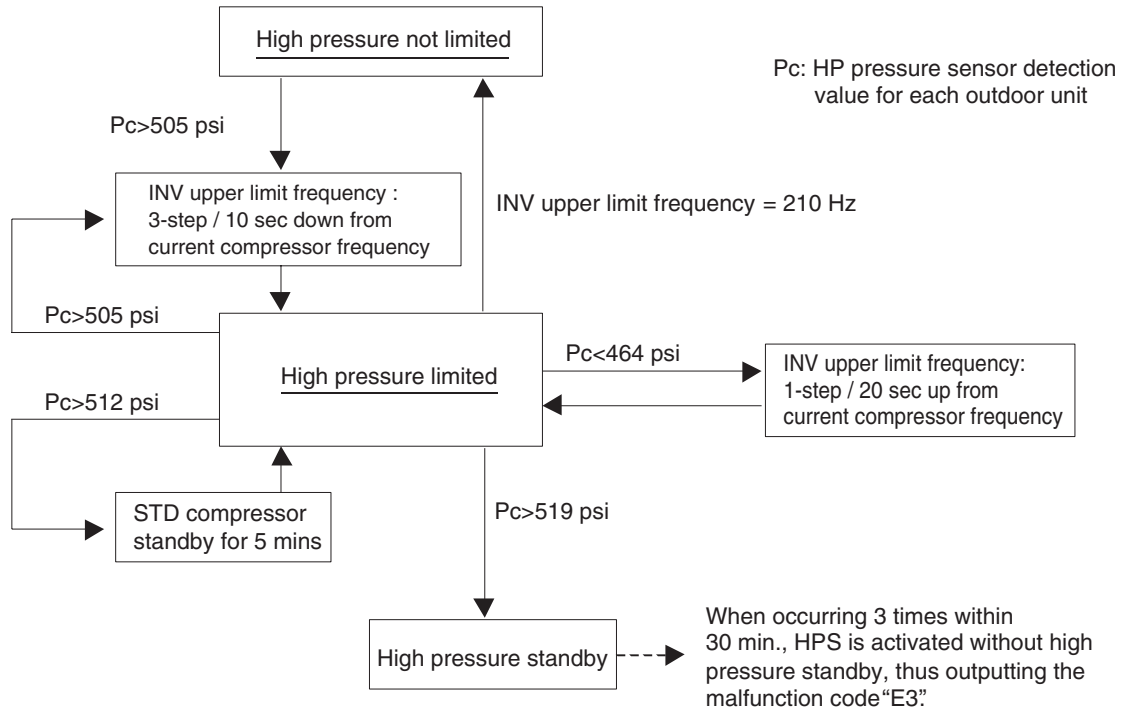 High pressure not limited
Pc: HP pressure sensor detection
value for each outdoor unit
Pc>505 psi
INV upper limit frequency :
3-step / 10 sec down from
current compressor frequency
INV upper limit frequency = 210 Hz
Pc>505 psi
High pressure limited
Pc<464 psi
INV upper limit frequency:
1-step / 20 sec up from
current compressor frequency
Pc>512 psi
STD compressor
standby for 5 mins
Pc>519 psi
High pressure standby
When occurring 3 times within
30 min., HPS is activated without high
pressure standby, thus outputting the
malfunction code “E3”.